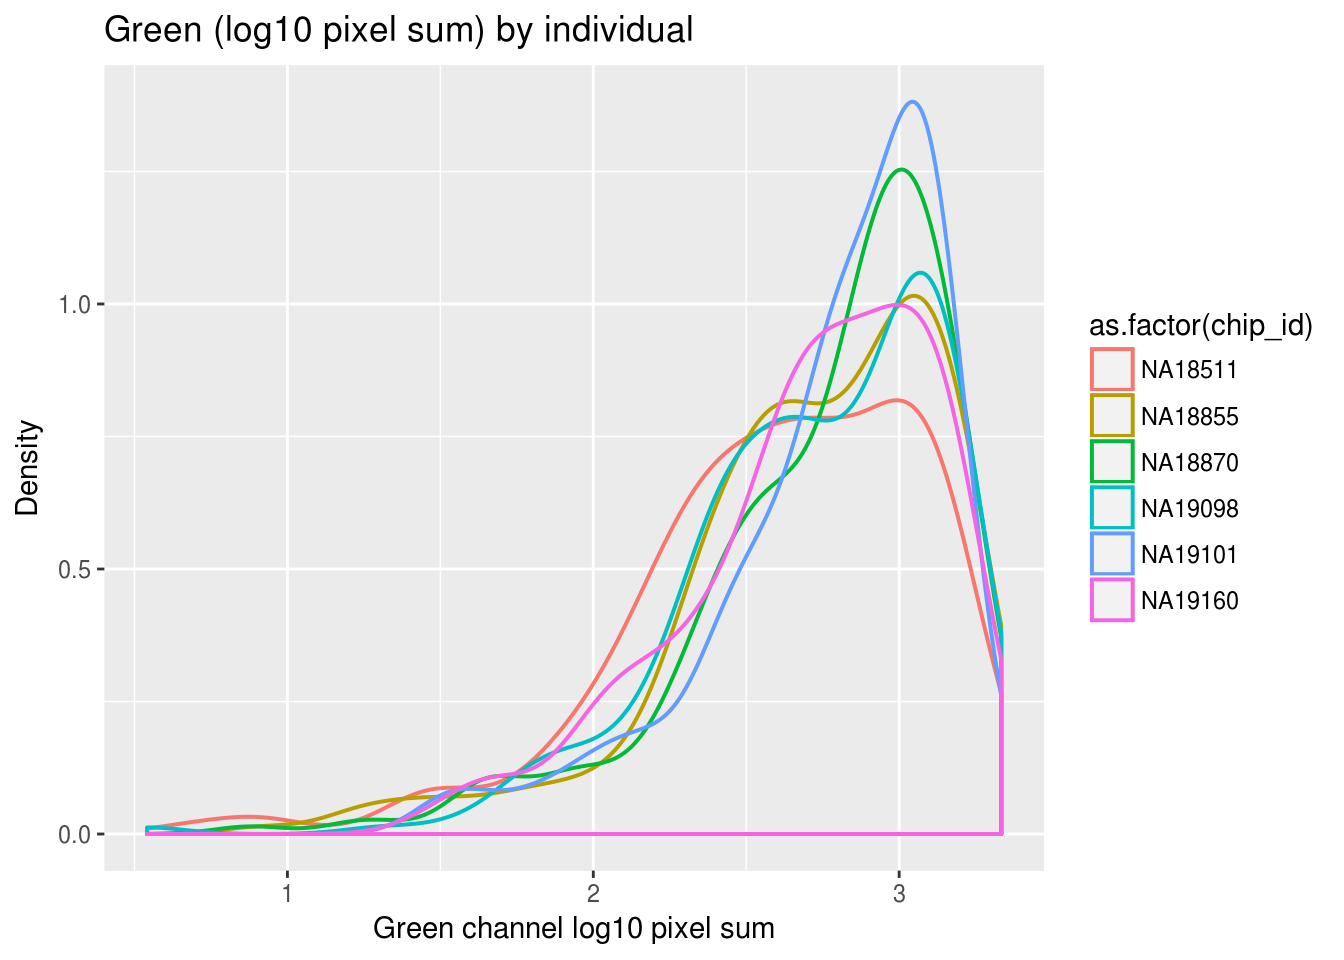 Green (log10 pixel sum) by individual
Density
1.0
0.5
0.0
1
2
3
Green channel log10 pixel sum
as.factor(chip_id)
NA18511
NA18855
NA18870
NA19098
NA19101
NA19160